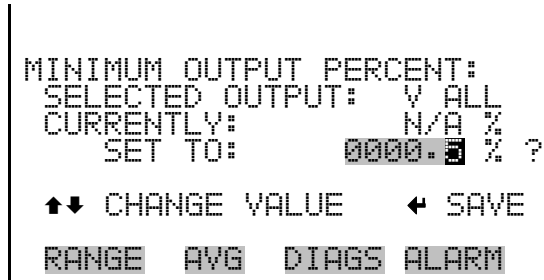 MINIMUM OUTPUT PERCENT:
SELECTED OUTPUT: V ALL
CURRENTLY: N/A %
SET TO: 0000.5 % ?
⬆⬇ CHANGE VALUE ↵ SAVE
RANGE AVG DIAGS ALARM